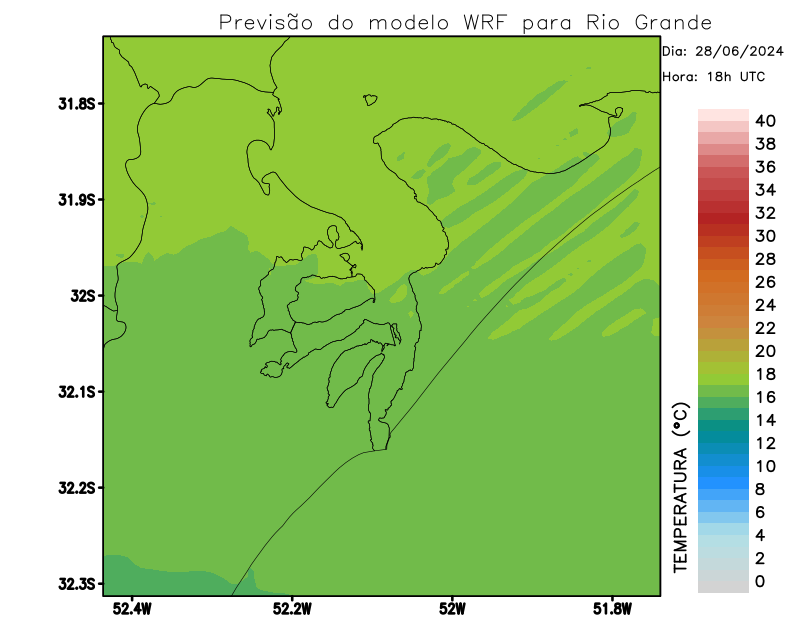 Previsão do modelo WRF para Rio Grande
Dia: 28/06/2024
Hora: 18h UTC
31.8S
31.9S
32S
32.1S
32.2S
32.3S
52.4W
52.2W
52W
51.8W
TEMPERATURA (°C)
40
38
36
34
32
30
28
26
24
22
20
18
16
14
12
10
8
6
4
2
0